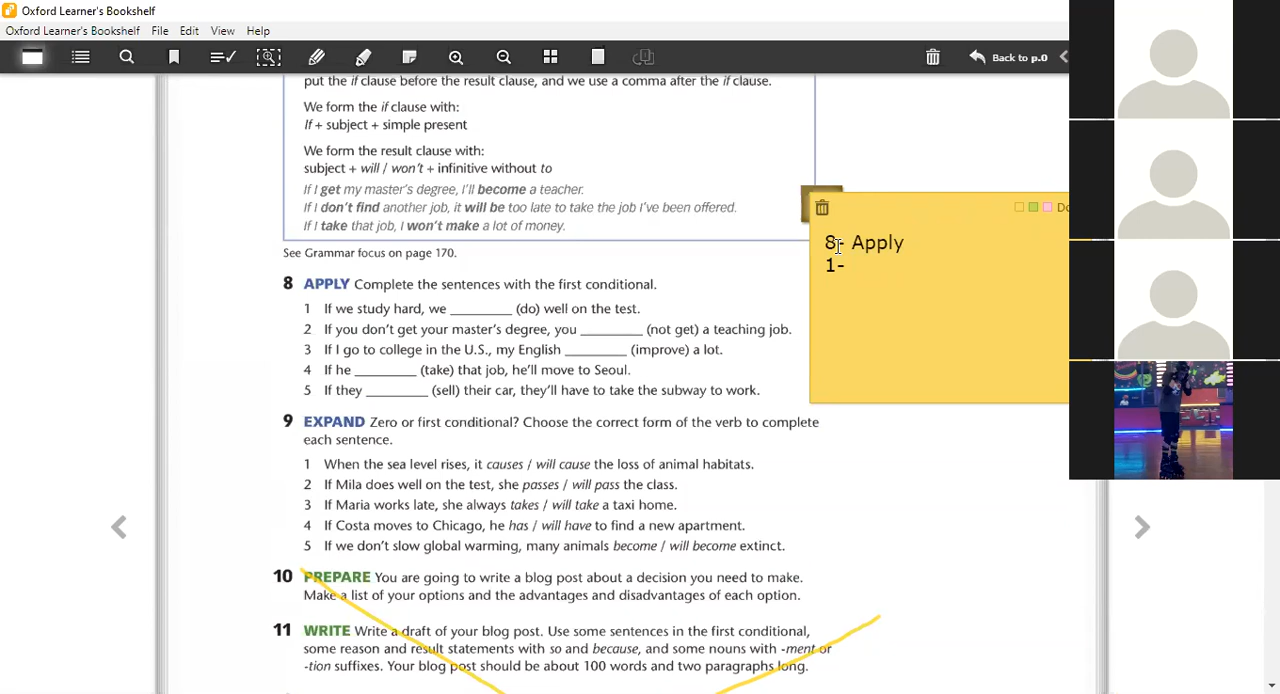 Oxford Learner's Bookshelf
Oxford Learner's Bookshelf File Edit View Help
Back to p.0
put the if clause before the result clause, and we use a comma after the if clause.
We form the if clause with:
If + subject + simple present
We form the result clause with:
subject + will / won't + infinitive without to
If I get my master's degree, I'll become a teacher.
If I don't find another job, it will be too late to take the job I've been offered.
If I take that job, I won't make a lot of money.
See Grammar focus on page 170.
8 APPLY Complete the sentences with the first conditional.
1 If we study hard, we ________ (do) well on the test.
2 If you don't get your master's degree, you ________ (not get) a teaching job.
3 If I go to college in the U.S., my English ________ (improve) a lot.
4 If he ________ (take) that job, he'll move to Seoul.
5 If they ________ (sell) their car, they'll have to take the subway to work.
9 EXPAND Zero or first conditional? Choose the correct form of the verb to complete
each sentence.
1 When the sea level rises, it causes / will cause the loss of animal habitats.
2 If Mila does well on the test, she passes / will pass the class.
3 If Maria works late, she always takes / will take a taxi home.
4 If Costa moves to Chicago, he has / will have to find a new apartment.
5 If we don't slow global warming, many animals become / will become extinct.
10 PREPARE You are going to write a blog post about a decision you need to make.
Make a list of your options and the advantages and disadvantages of each option.
11 WRITE Write a draft of your blog post. Use some sentences in the first conditional,
some reason and result statements with so and because, and some nouns with -ment or
-tion suffixes. Your blog post should be about 100 words and two paragraphs long.
Do
8- Apply
1-